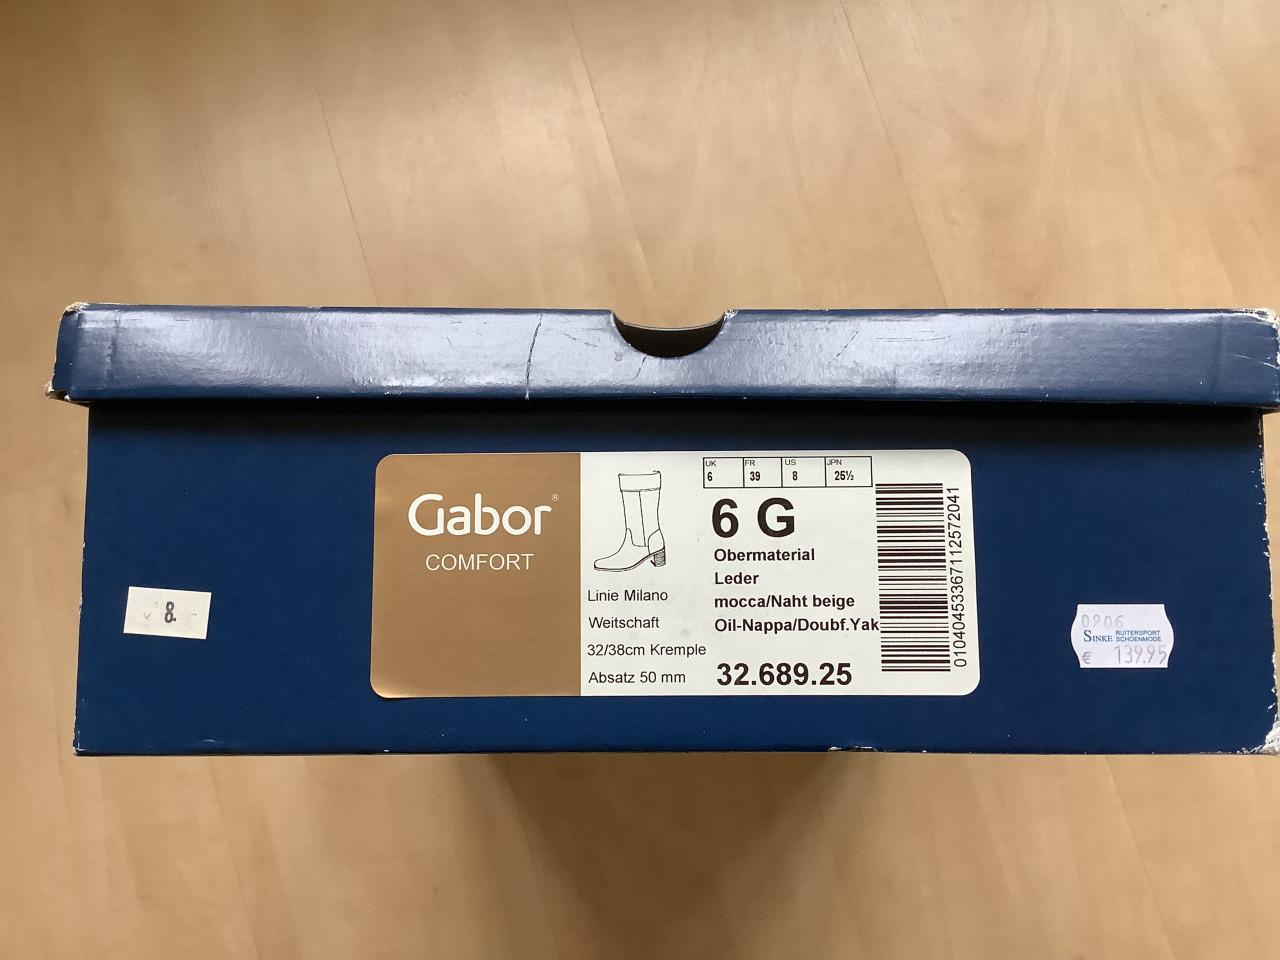 Gabor®
COMFORT
Linie Milano
Weitschaft
32/38cm Kremple
Absatz 50 mm
UK FR US JPN
6 39 8 25½
6 G
Obermaterial
Leder
mocca/Naht beige
Oil-Nappa/Doubf.Yak
32.689.25
01040453367112572041
8.
0906
SINKE RUITERSPORT
SCHOENMODE
€ 139.95